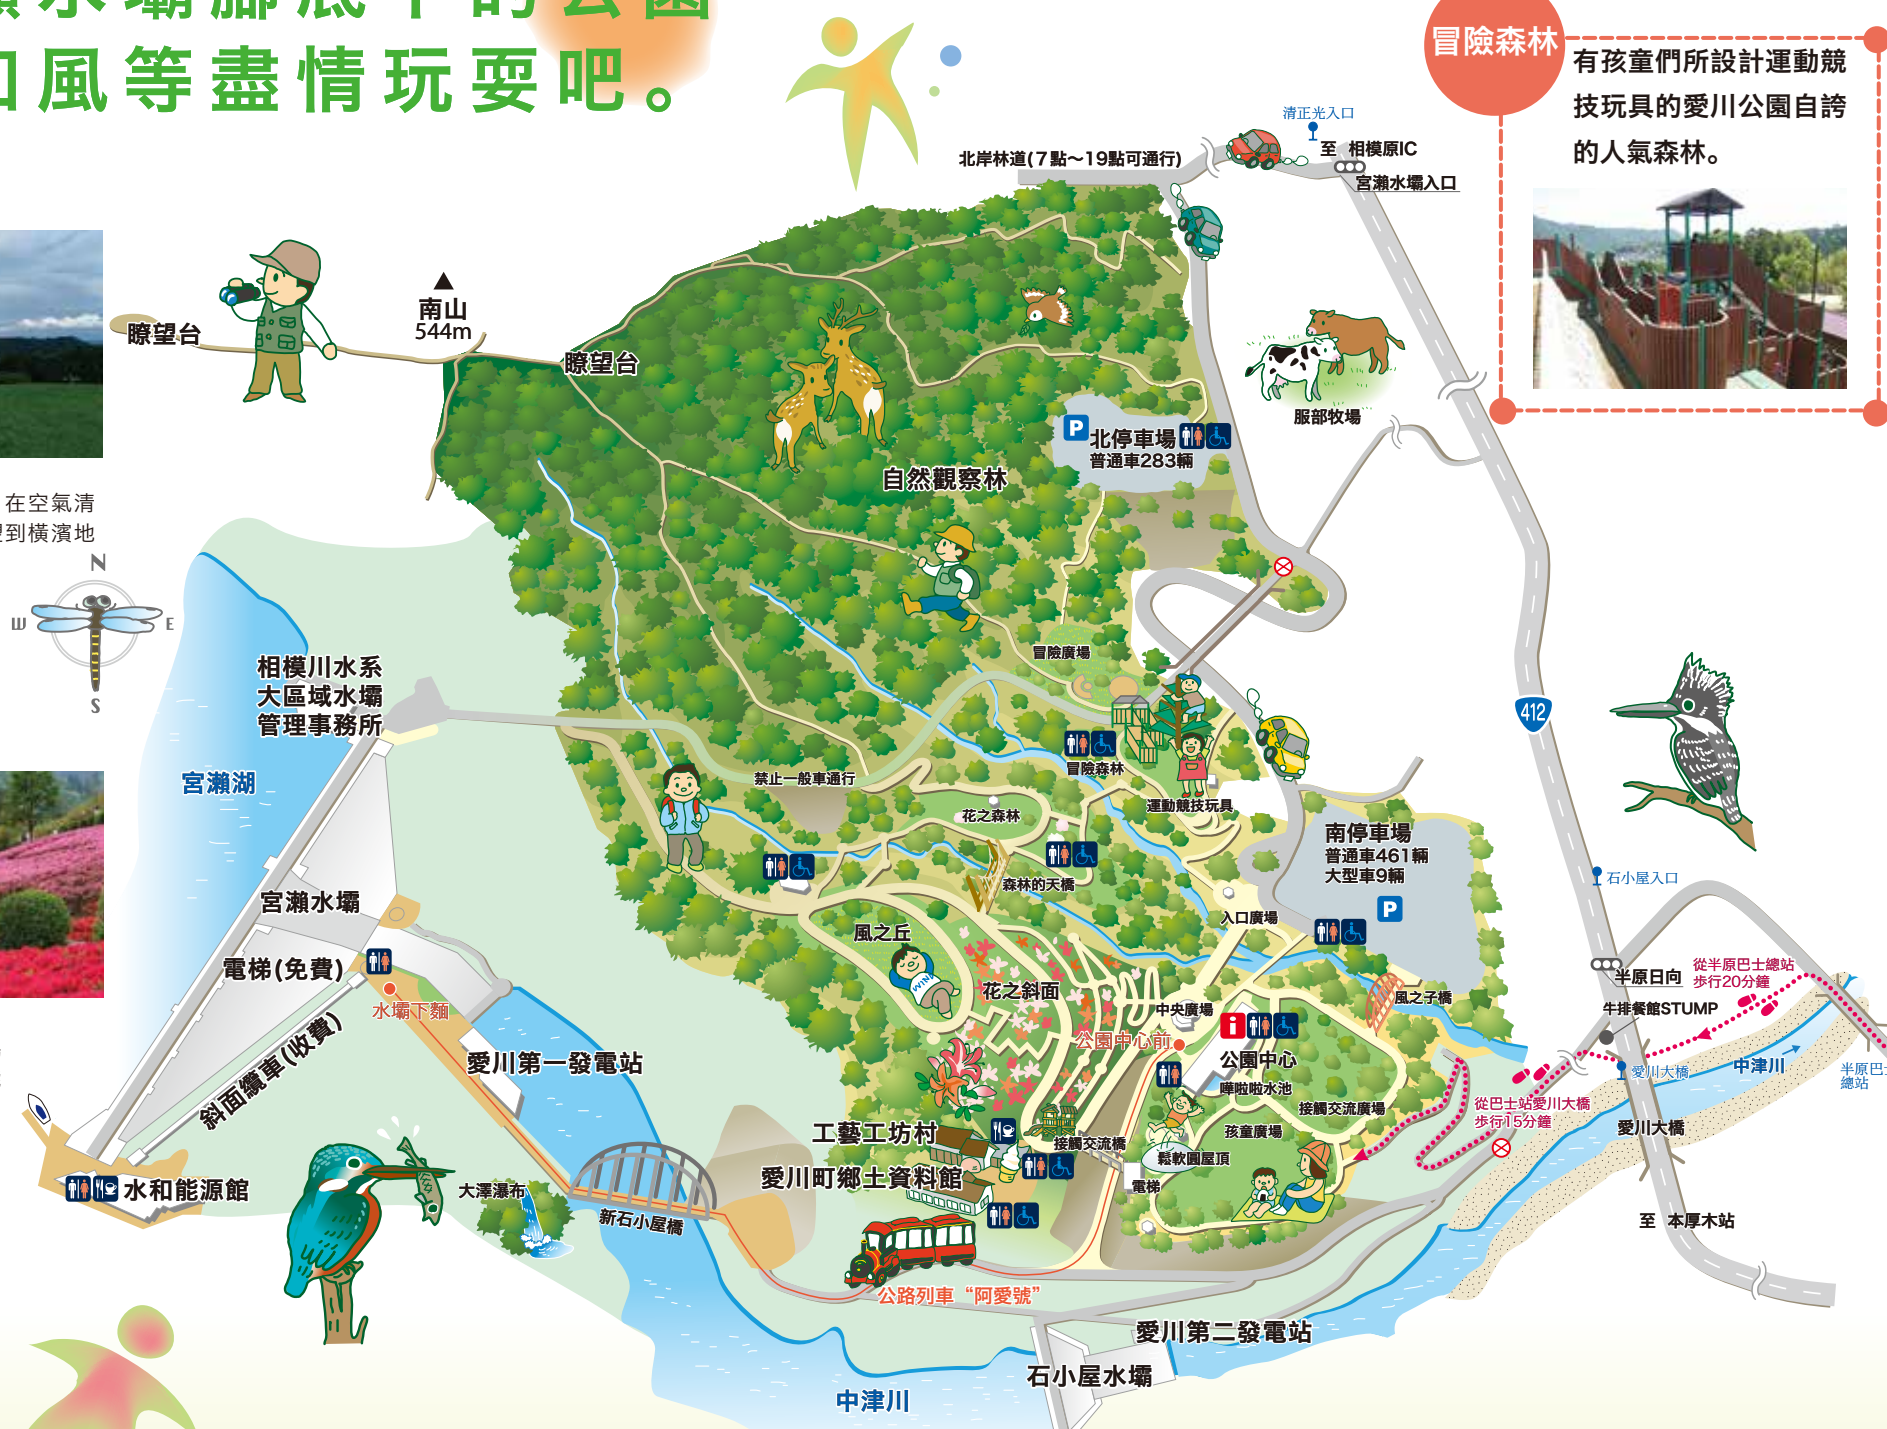 水壩腳底下的公園
風等盡情玩耍吧。
冒險森林
有孩童們所設計運動競
技玩具的愛川公園自誇
的人氣森林。
清正光入口
至 相模原IC
宮瀨水壩入口
北岸林道(7點～19點可通行)
瞭望台
南山
544m
瞭望台
服部牧場
P
北停車場
普通車283輛
自然觀察林
在空氣清
到橫濱地
N
W
E
S
冒險廣場
相模川水系
大區域水壩
管理事務所
412
宮瀨湖
禁止一般車通行
冒險森林
運動競技玩具
花之森林
南停車場
普通車461輛
大型車9輛
P
森林的天橋
石小屋入口
宮瀨水壩
入口廣場
風之丘
電梯(免費)
花之斜面
半原日向
從半原巴士總站
步行20分鐘
水壩下麵
中央廣場
風之子橋
牛排餐館STUMP
斜面纜車(收費)
公園中心前
i
公園中心
愛川第一發電站
嘩啦啦水池
愛川大橋
中津川
半原巴士
總站
接觸交流廣場
從巴士站愛川大橋
步行15分鐘
工藝工坊村
接觸交流橋
孩童廣場
愛川大橋
愛川町鄉土資料館
鬆軟圓屋頂
水和能源館
大澤瀑布
電梯
新石小屋橋
至 本厚木站
公路列車“阿愛號”
愛川第二發電站
石小屋水壩
中津川